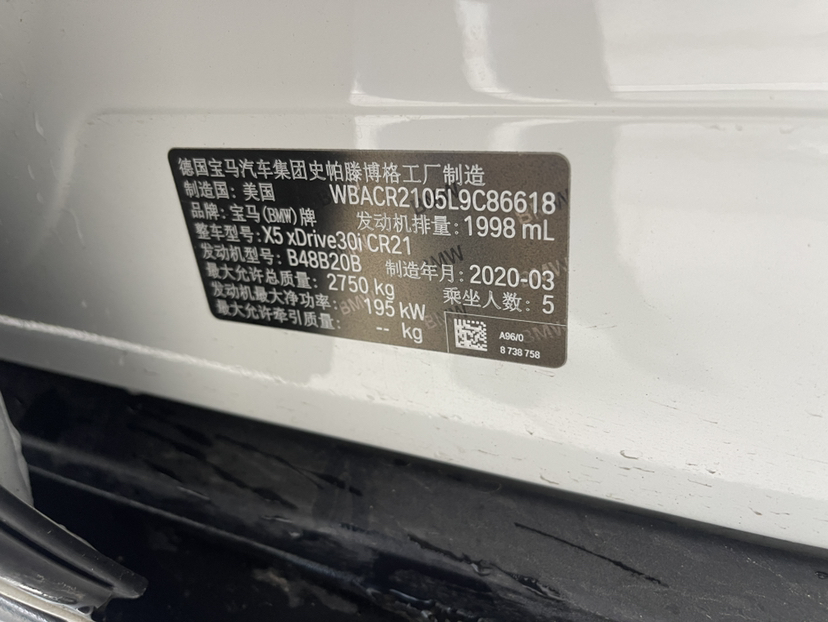 德国宝马汽车集团史帕滕博格工厂制造
制造国: 美国 WBACR2105L9C86618
品牌: 宝马(BMW)牌 发动机排量: 1998 mL
整车型号: X5 xDrive30i CR21
发动机型号: B48B20B 制造年月: 2020-03
最大允许总质量: 2750 kg 乘坐人数: 5
发动机最大净功率: 195 kW
最大允许牵引质量: -- kg
A96/0
8 738 758